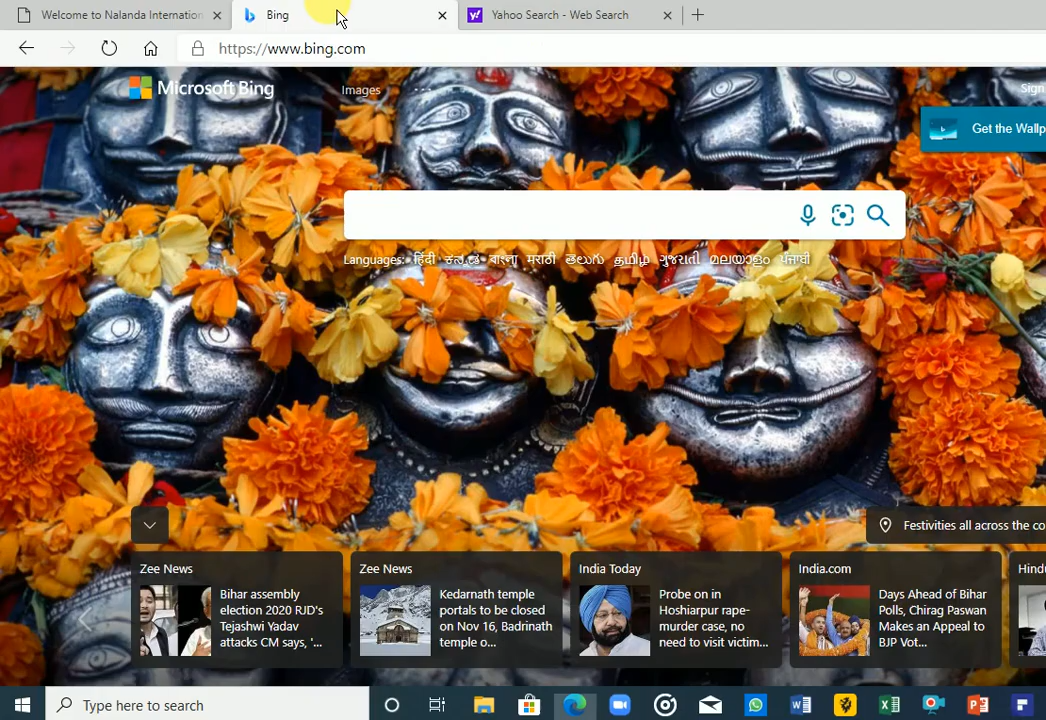 Welcome to Nalanda Internation
Bing
Yahoo Search - Web Search
https://www.bing.com
Microsoft Bing
Images
...
Sign
Get the Wallp
Languages: हिंदी ಕನ್ನಡ বাংলা मराठी తెలుగు தமிழ் ગુજરાતી മലയാളം ਪੰਜਾਬੀ
Festivities all across the co
Zee News
Bihar assembly
election 2020 RJD's
Tejashwi Yadav
attacks CM says, '...
Zee News
Kedarnath temple
portals to be closed
on Nov 16, Badrinath
temple o...
India Today
Probe on in
Hoshiarpur rape-
murder case, no
need to visit victim...
India.com
Days Ahead of Bihar
Polls, Chirag Paswan
Makes an Appeal to
BJP Vot...
Hindu
Type here to search